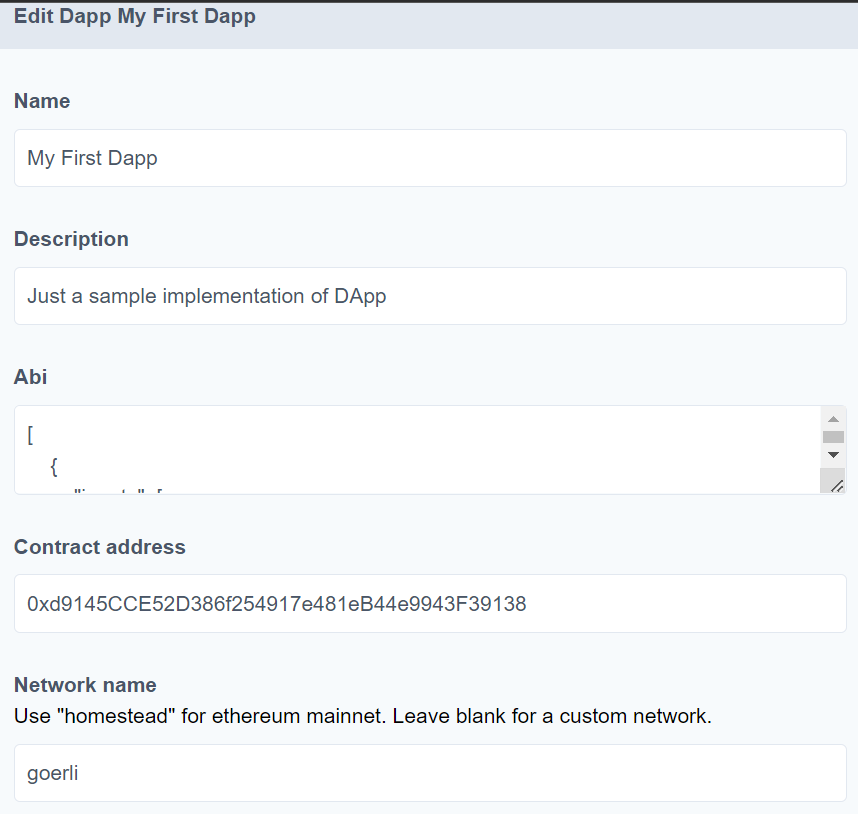 Edit Dapp My First Dapp
Name
My First Dapp
Description
Just a sample implementation of DApp
Abi
[
{
Contract address
0xd9145CCE52D386f254917e481eB44e9943F39138
Network name
Use "homestead" for ethereum mainnet. Leave blank for a custom network.
goerli